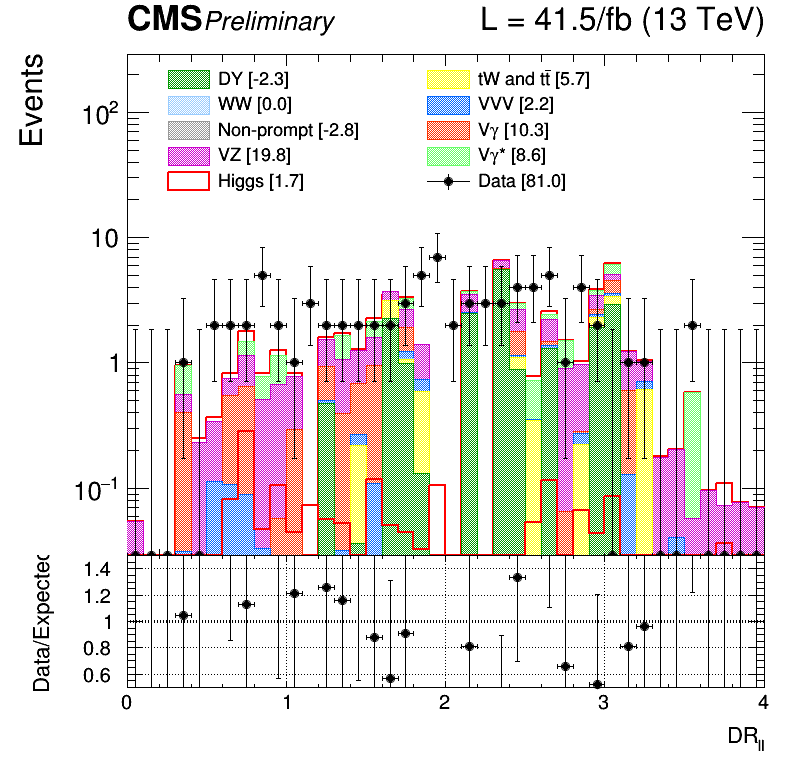 CMS Preliminary L = 41.5/fb (13 TeV)
Events
DY [-2.3]
WW [0.0]
Non-prompt [-2.8]
VZ [19.8]
Higgs [1.7]
tW and tt̄ [5.7]
VVV [2.2]
Vγ [10.3]
Vγ* [8.6]
Data [81.0]
10²
10
1
10⁻¹
Data/Expected
1.4
1.2
1
0.8
0.6
0 1 2 3 4
DR_ll